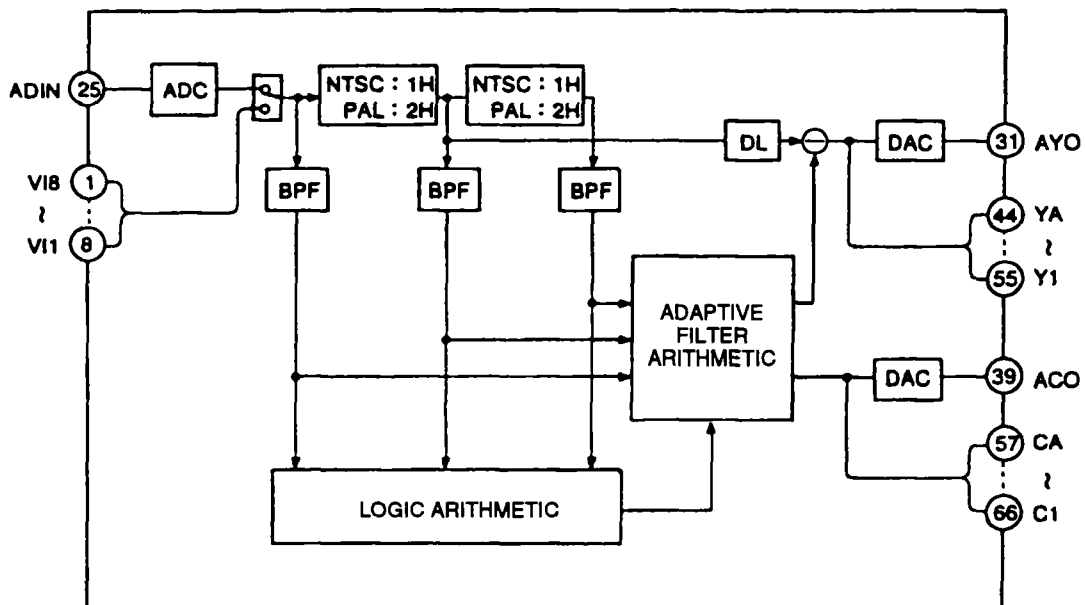 ADIN
25
ADC
NTSC : 1H
PAL : 2H
NTSC : 1H
PAL : 2H
VI8
1
~
VI1
8
BPF
BPF
BPF
DL
−
DAC
31
AYO
44
YA
~
55
Y1
ADAPTIVE
FILTER
ARITHMETIC
DAC
39
ACO
57
CA
~
66
C1
LOGIC ARITHMETIC